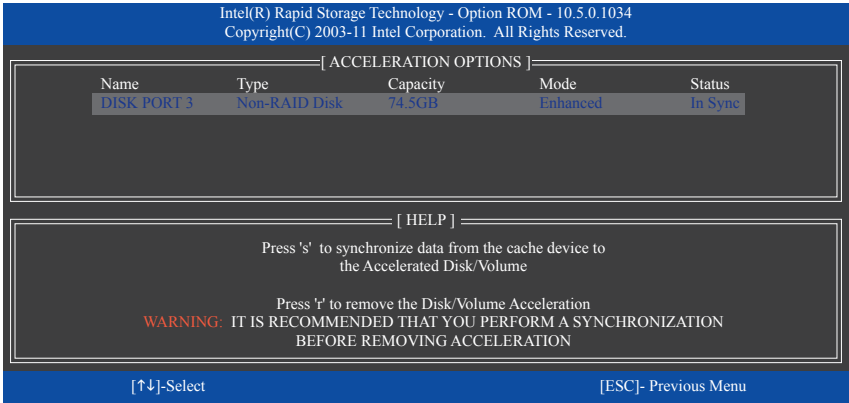 Intel(R) Rapid Storage Technology - Option ROM - 10.5.0.1034
Copyright(C) 2003-11 Intel Corporation.  All Rights Reserved.
[ ACCELERATION OPTIONS ]
Name Type Capacity Mode Status
DISK PORT 3 Non-RAID Disk 74.5GB Enhanced In Sync
[ HELP ]
Press 's'  to synchronize data from the cache device to
the Accelerated Disk/Volume
Press 'r' to remove the Disk/Volume Acceleration
WARNING:  IT IS RECOMMENDED THAT YOU PERFORM A SYNCHRONIZATION
BEFORE REMOVING ACCELERATION
[↑↓]-Select [ESC]- Previous Menu